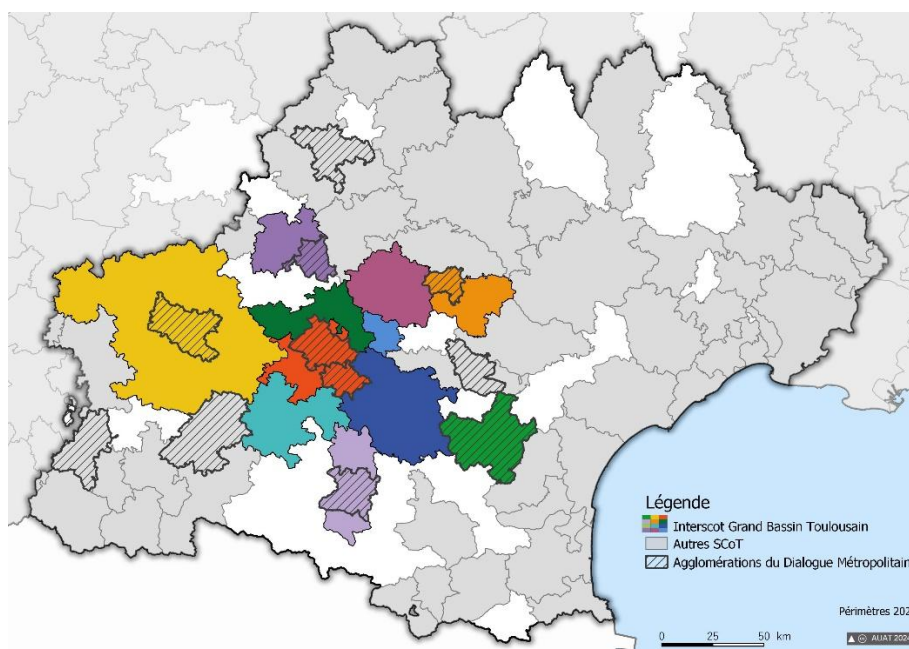 Légende
Interscot Grand Bassin Toulousain
Autres SCoT
Agglomérations du Dialogue Métropolitain
Périmètres 202
0 25 50 km
AUAT 2024